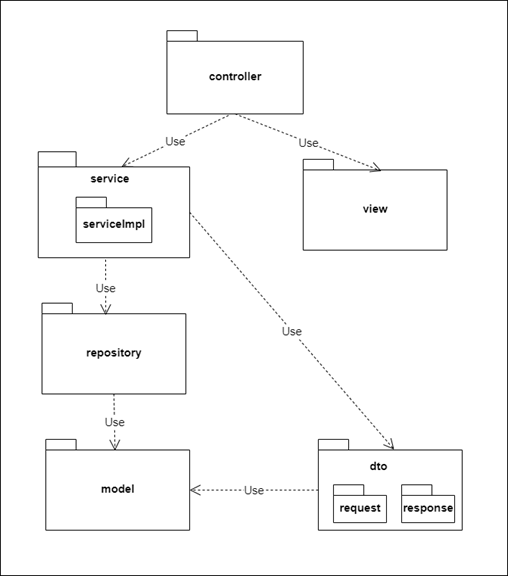 controller
Use
Use
service
serviceImpl
view
Use
Use
repository
Use
model
Use
dto
request
response